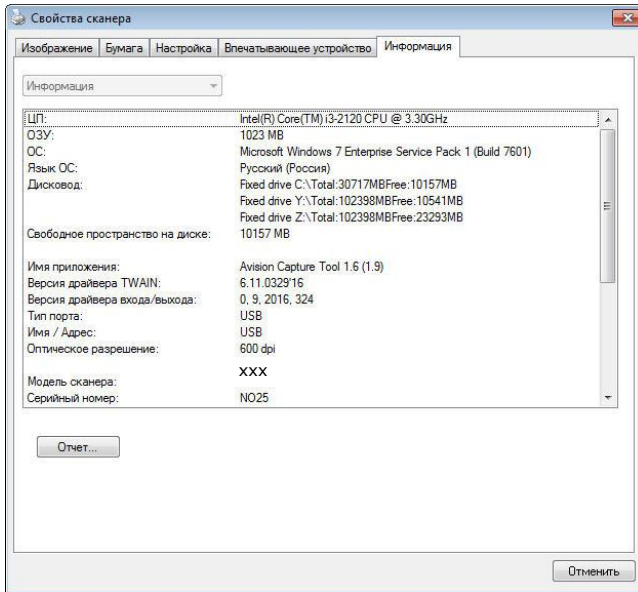 Свойства сканера
Изображение Бумага Настройка Впечатывающее устройство Информация
Информация
ЦП: Intel(R) Core(TM) i3-2120 CPU @ 3.30GHz
ОЗУ: 1023 MB
ОС: Microsoft Windows 7 Enterprise Service Pack 1 (Build 7601)
Язык ОС: Русский (Россия)
Дисковод: Fixed drive C:\Total:30717MBFree:10157MB
Fixed drive Y:\Total:102398MBFree:10541MB
Fixed drive Z:\Total:102398MBFree:23293MB
Свободное пространство на диске: 10157 MB
Имя приложения: Avision Capture Tool 1.6 (1.9)
Версия драйвера TWAIN: 6.11.0329'16
Версия драйвера входа/выхода: 0, 9, 2016, 324
Тип порта: USB
Имя / Адрес: USB
Оптическое разрешение: 600 dpi
Модель сканера: xxx
Серийный номер: NO25
Отчет...
Отменить